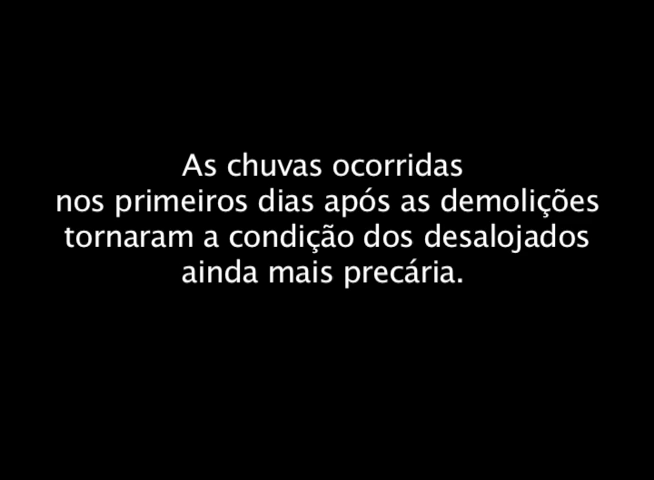 As chuvas ocorridas
nos primeiros dias após as demolições
tornaram a condição dos desalojados
ainda mais precária.